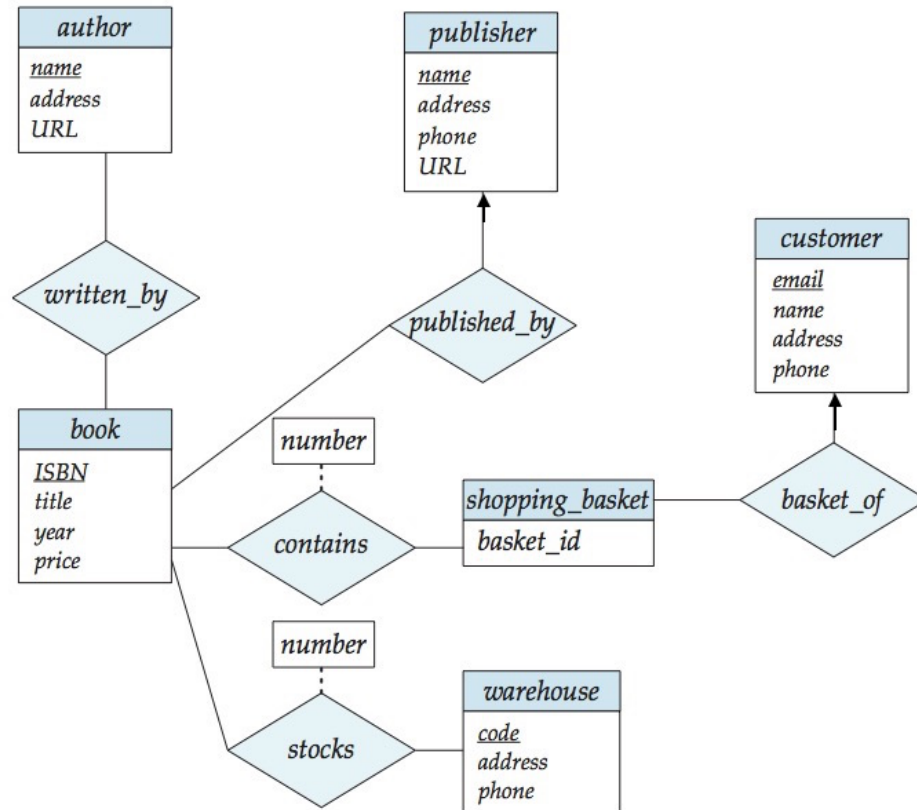 author
name
address
URL
publisher
name
address
phone
URL
customer
email
name
address
phone
written_by
published_by
book
ISBN
title
year
price
number
contains
shopping_basket
basket_id
basket_of
number
stocks
warehouse
code
address
phone